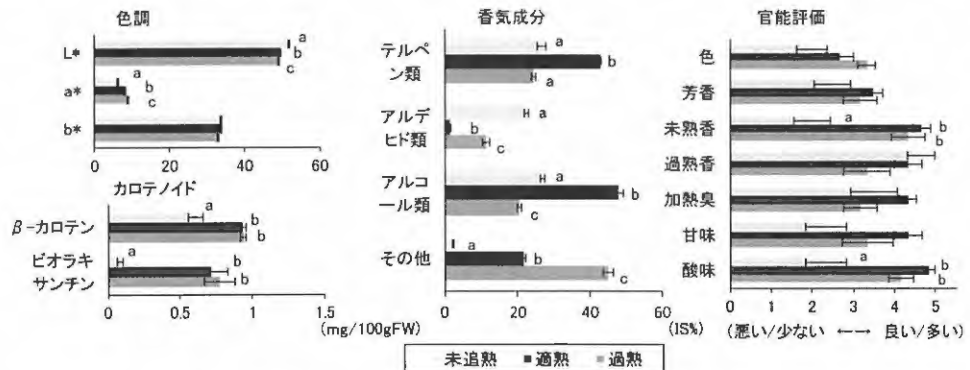 色調
L*
a
b
c
a*
a
b
c
b*
0 20 40 60
カロテノイド
β-カロテン
a
b
b
ビオラキ
サンチン
a
b
b
0 0.5 1 1.5
(mg/100gFW)
香気成分
テルペ
ン類
a
b
a
アルデ
ヒド類
a
b
c
アルコ
ール類
a
b
c
その他
a
b
c
0 20 40 60
(IS%)
官能評価
色
芳香
未熟香
a
b
b
過熟香
加熱臭
甘味
酸味
a
b
b
0 1 2 3 4 5
(悪い/少ない ←→ 良い/多い)
未追熟 ■適熟 ■過熟